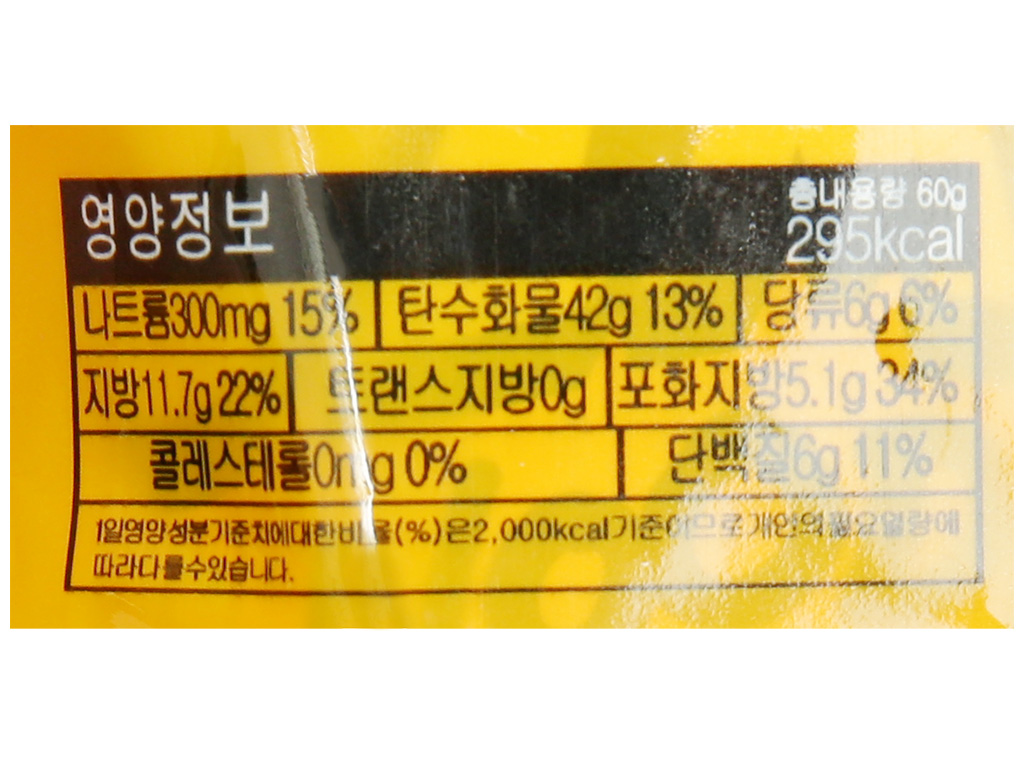 영양정보
총내용량 60g
295kcal
나트륨300mg 15% 탄수화물42g 13% 당류6g 6%
지방11.7g 22% 트랜스지방0g 포화지방5.1g 34%
콜레스테롤0mg 0% 단백질6g 11%
1일영양성분기준치에대한비율(%)은2,000kcal기준이므로개인의필요열량에
따라다를수있습니다.